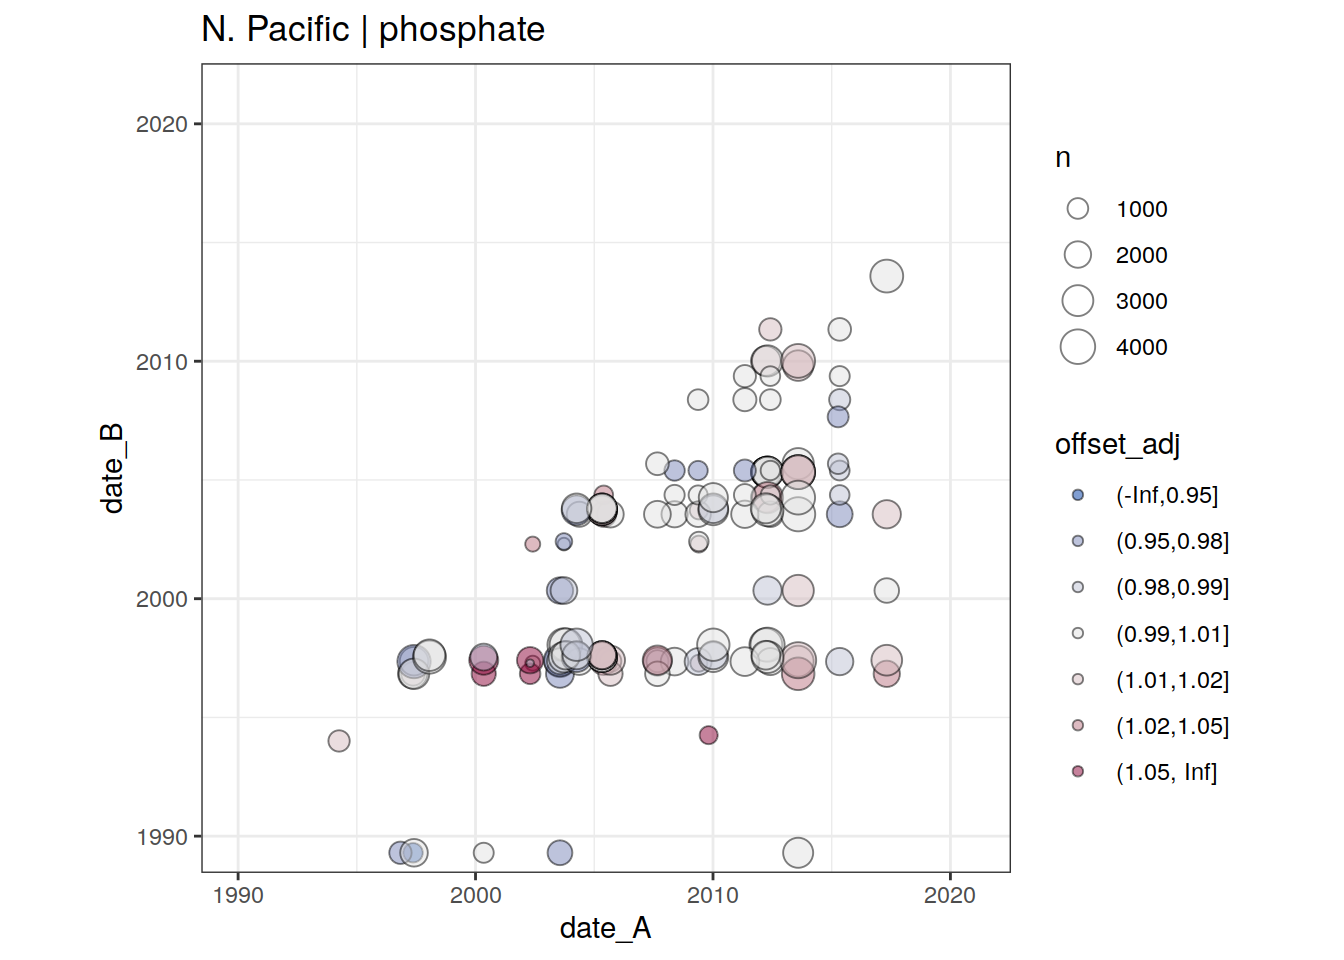 N. Pacific | phosphate
date_B
2020
2010
2000
1990
1990
2000
2010
2020
date_A
n
1000
2000
3000
4000
offset_adj
(-Inf,0.95]
(0.95,0.98]
(0.98,0.99]
(0.99,1.01]
(1.01,1.02]
(1.02,1.05]
(1.05, Inf]